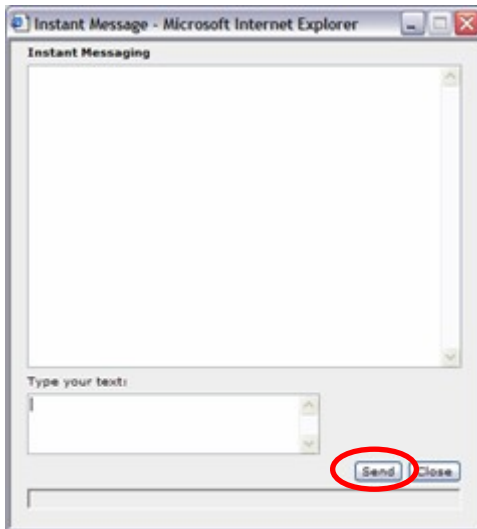 Instant Message - Microsoft Internet Explorer
Instant Messaging
Type your text:
Send Close